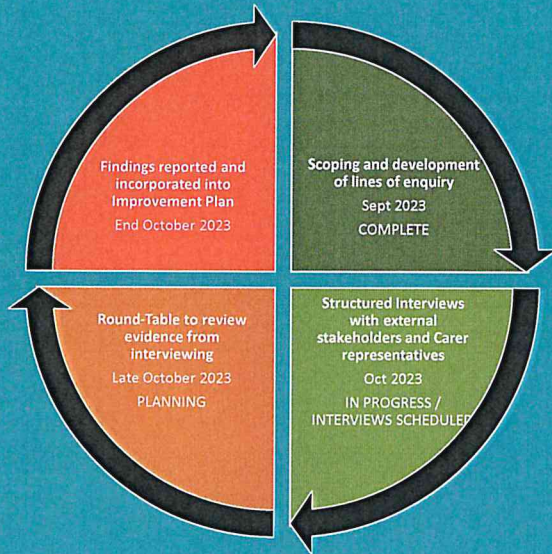 Findings reported and
incorporated into
Improvement Plan
End October 2023
Scoping and development
of lines of enquiry
Sept 2023
COMPLETE
Round-Table to review
evidence from
interviewing
Late October 2023
PLANNING
Structured Interviews
with external
stakeholders and Carer
representatives
Oct 2023
IN PROGRESS /
INTERVIEWS SCHEDULED